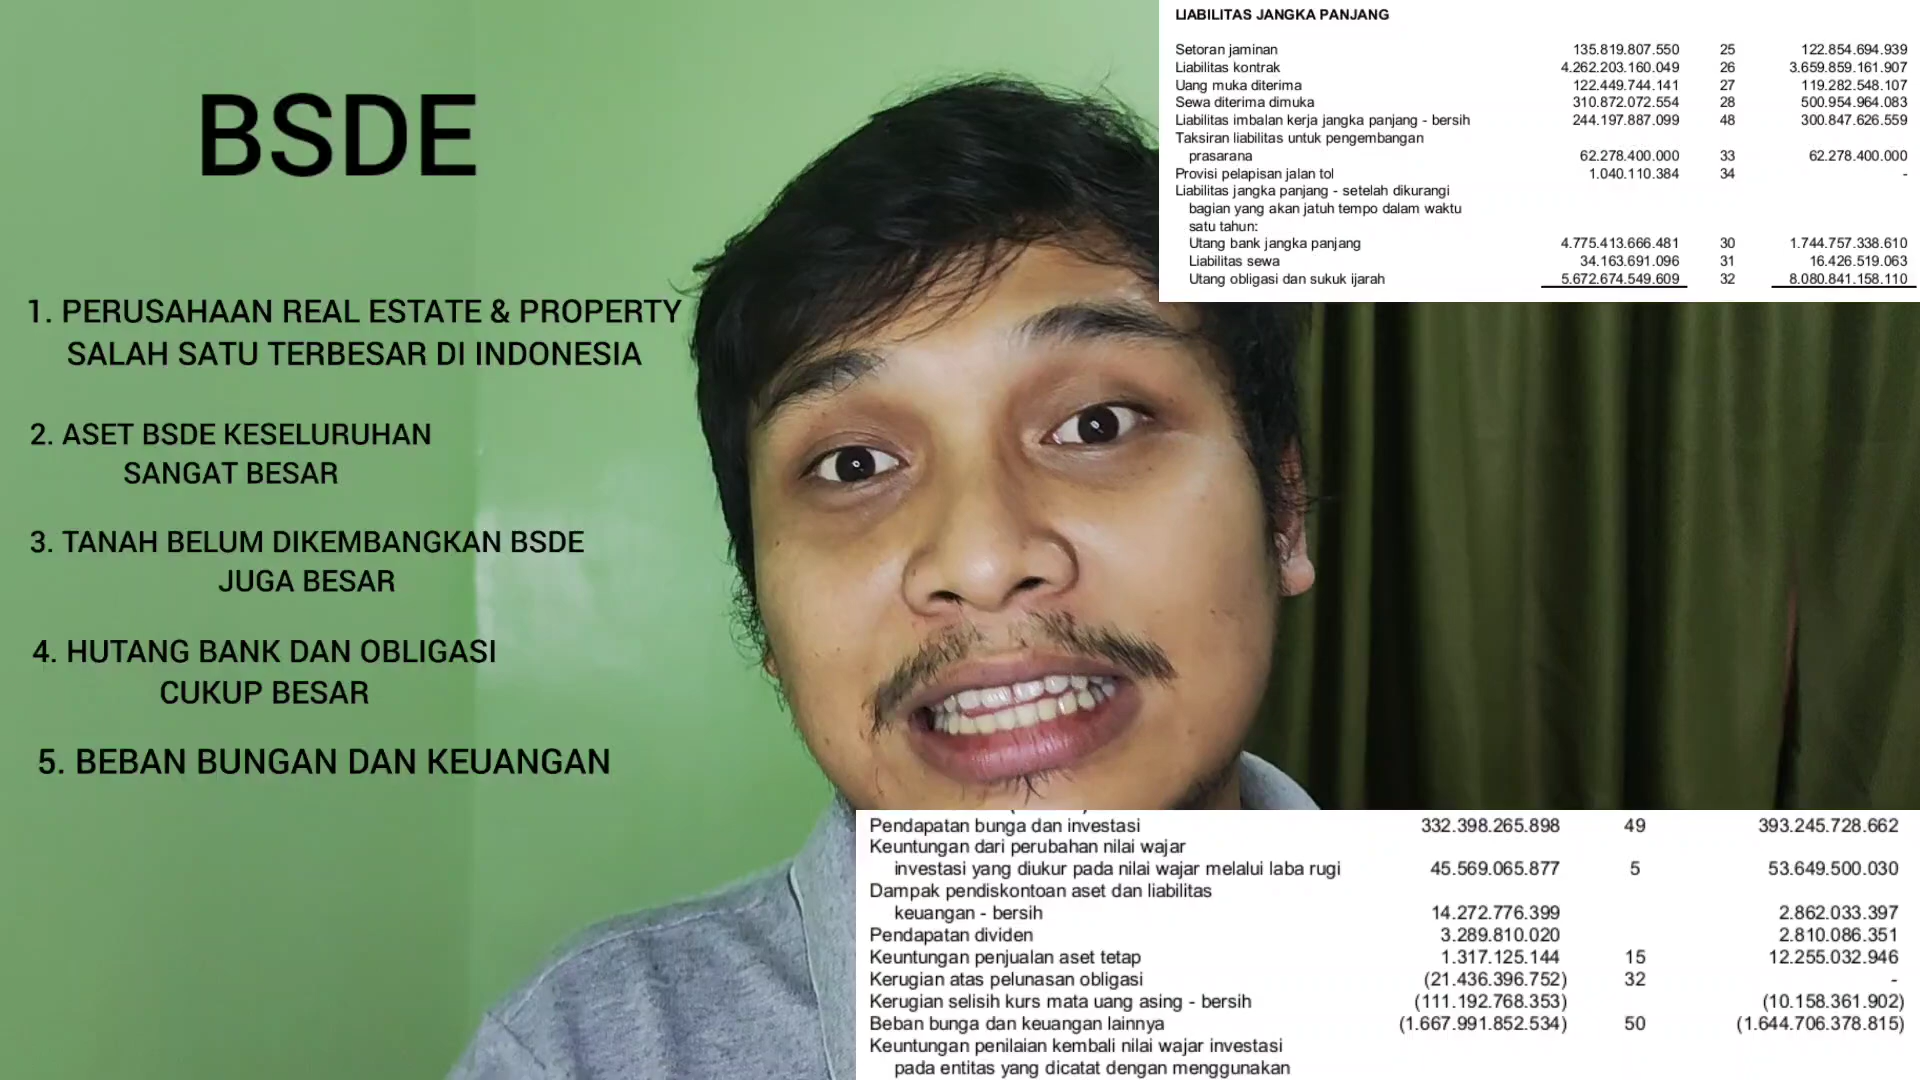 BSDE
1. PERUSAHAAN REAL ESTATE & PROPERTY
SALAH SATU TERBESAR DI INDONESIA
2. ASET BSDE KESELURUHAN
SANGAT BESAR
3. TANAH BELUM DIKEMBANGKAN BSDE
JUGA BESAR
4. HUTANG BANK DAN OBLIGASI
CUKUP BESAR
5. BEBAN BUNGAN DAN KEUANGAN
LIABILITAS JANGKA PANJANG
Setoran jaminan 135.819.807.550 25 122.854.694.939
Liabilitas kontrak 4.262.203.160.049 26 3.659.859.161.907
Uang muka diterima 122.449.744.141 27 119.282.548.107
Sewa diterima dimuka 310.872.072.554 28 500.954.964.083
Liabilitas imbalan kerja jangka panjang - bersih 244.197.887.099 48 300.847.626.559
Taksiran liabilitas untuk pengembangan
prasarana 62.278.400.000 33 62.278.400.000
Provisi pelapisan jalan tol 1.040.110.384 34 -
Liabilitas jangka panjang - setelah dikurangi
bagian yang akan jatuh tempo dalam waktu
satu tahun:
Utang bank jangka panjang 4.775.413.666.481 30 1.744.757.338.610
Liabilitas sewa 34.163.691.096 31 16.426.519.063
Utang obligasi dan sukuk ijarah 5.672.674.549.609 32 8.080.841.158.110
Pendapatan bunga dan investasi 332.398.265.898 49 393.245.728.662
Keuntungan dari perubahan nilai wajar
investasi yang diukur pada nilai wajar melalui laba rugi 45.569.065.877 5 53.649.500.030
Dampak pendiskontoan aset dan liabilitas
keuangan - bersih 14.272.776.399 2.862.033.397
Pendapatan dividen 3.289.810.020 2.810.086.351
Keuntungan penjualan aset tetap 1.317.125.144 15 12.255.032.946
Kerugian atas pelunasan obligasi (21.436.396.752) 32 -
Kerugian selisih kurs mata uang asing - bersih (111.192.768.353) (10.158.361.902)
Beban bunga dan keuangan lainnya (1.667.991.852.534) 50 (1.644.706.378.815)
Keuntungan penilaian kembali nilai wajar investasi
pada entitas yang dicatat dengan menggunakan